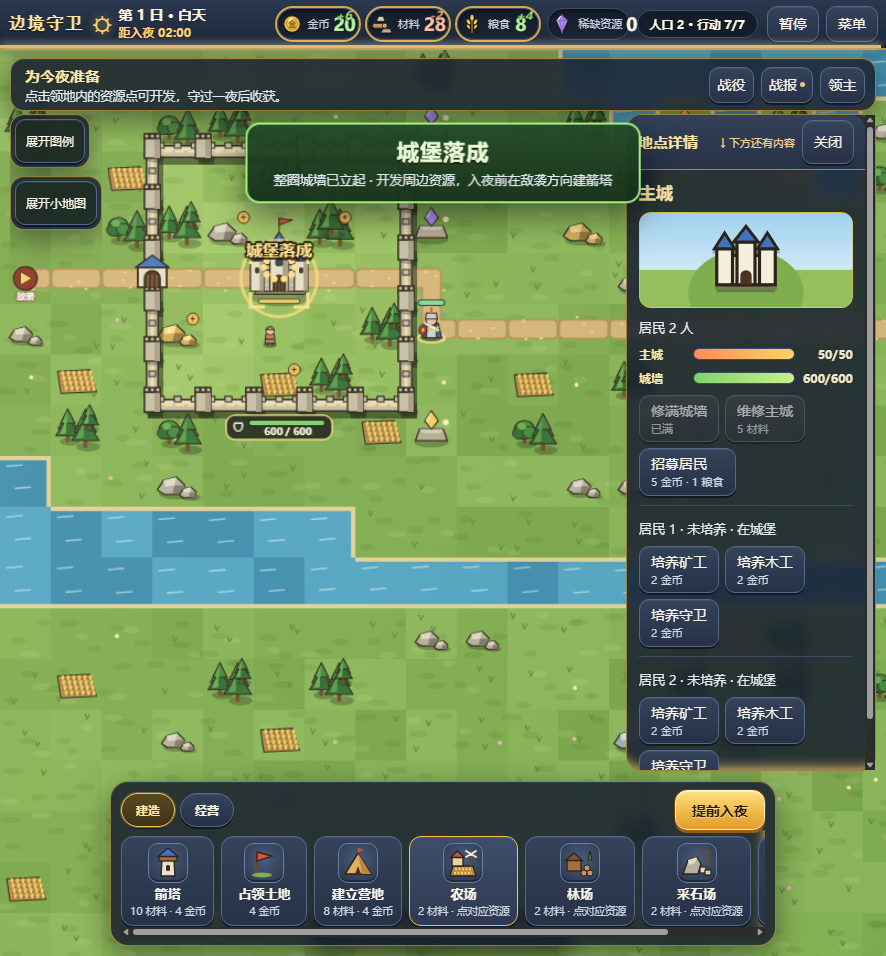 边境守卫
第 1 日 • 白天
距入夜 02:00
金币 20
材料 28
粮食 8
稀缺资源 0
人口 2 • 行动 7/7
暂停
菜单
为今夜准备
点击领地内的资源点可开发，守过一夜后收获。
战役
战报
领主
展开图例
展开小地图
城堡落成
整圈城墙已立起 · 开发周边资源，入夜前在敌袭方向建箭塔
城堡落成
600 / 600
地点详情
↓下方还有内容
关闭
主城
居民 2 人
主城 50/50
城墙 600/600
修满城墙
已满
维修主城
5 材料
招募居民
5 金币 · 1 粮食
居民 1 · 未培养 · 在城堡
培养矿工
2 金币
培养木工
2 金币
培养守卫
2 金币
居民 2 · 未培养 · 在城堡
培养矿工
2 金币
培养木工
2 金币
培养守卫
建造
经营
提前入夜
箭塔
10 材料 · 4 金币
占领土地
4 金币
建立营地
8 材料 · 4 金币
农场
2 材料 · 点对应资源
林场
2 材料 · 点对应资源
采石场
2 材料 · 点对应资源